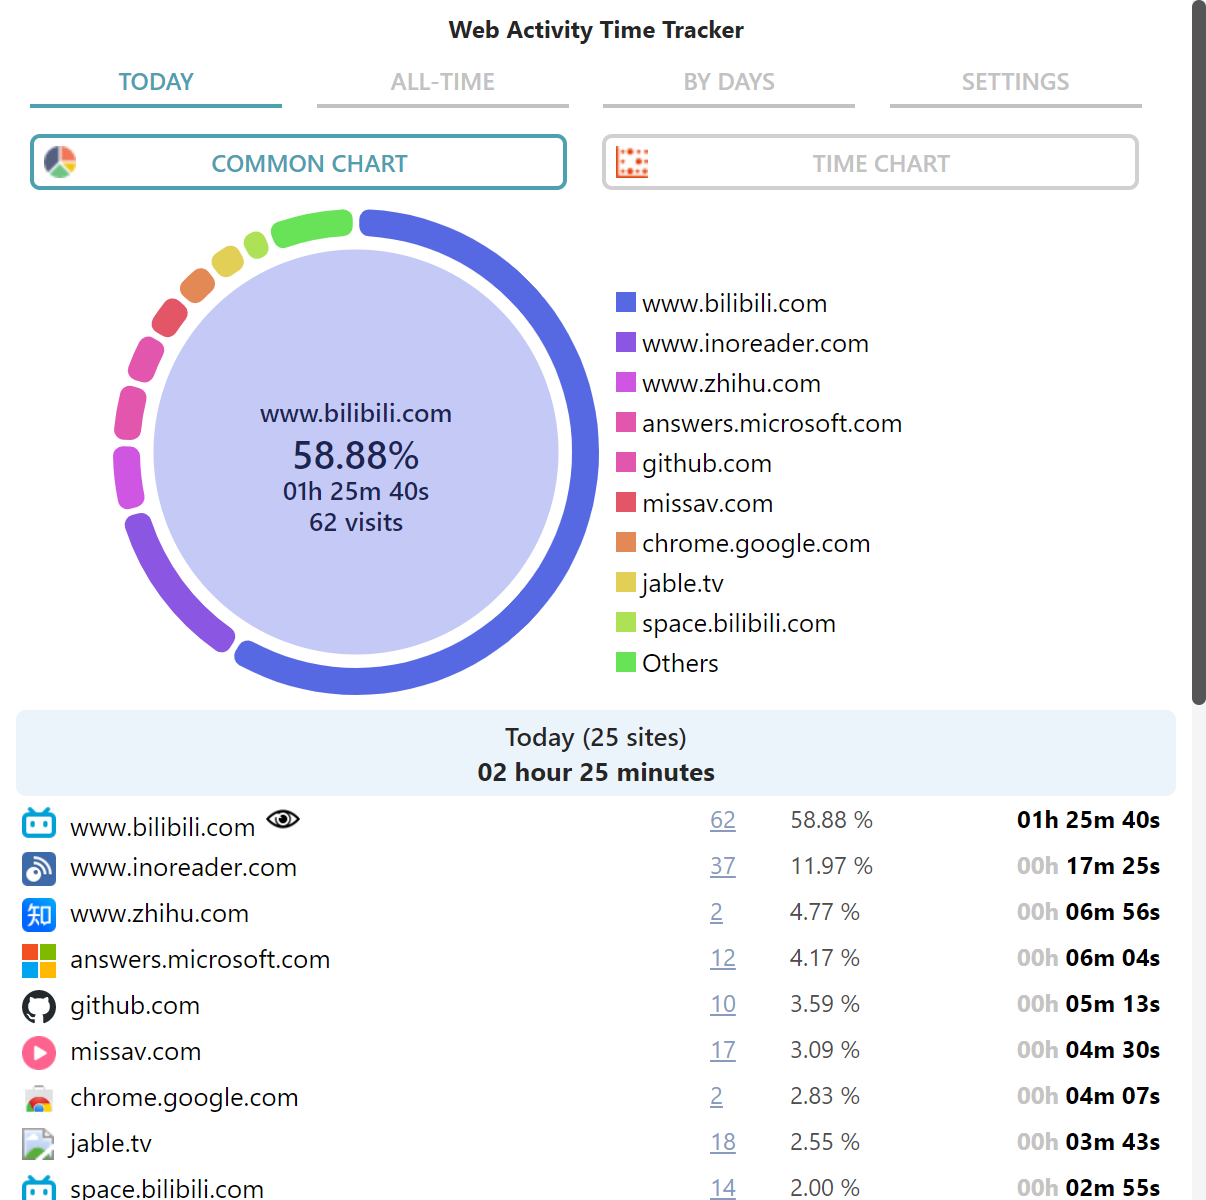 Web Activity Time Tracker
TODAY ALL-TIME BY DAYS SETTINGS
COMMON CHART TIME CHART
www.bilibili.com
58.88%
01h 25m 40s
62 visits
www.bilibili.com
www.inoreader.com
www.zhihu.com
answers.microsoft.com
github.com
missav.com
chrome.google.com
jable.tv
space.bilibili.com
Others
Today (25 sites)
02 hour 25 minutes
www.bilibili.com 62 58.88 % 01h 25m 40s
www.inoreader.com 37 11.97 % 00h 17m 25s
知 www.zhihu.com 2 4.77 % 00h 06m 56s
answers.microsoft.com 12 4.17 % 00h 06m 04s
github.com 10 3.59 % 00h 05m 13s
missav.com 17 3.09 % 00h 04m 30s
chrome.google.com 2 2.83 % 00h 04m 07s
jable.tv 18 2.55 % 00h 03m 43s
space.bilibili.com 14 2.00 % 00h 02m 55s